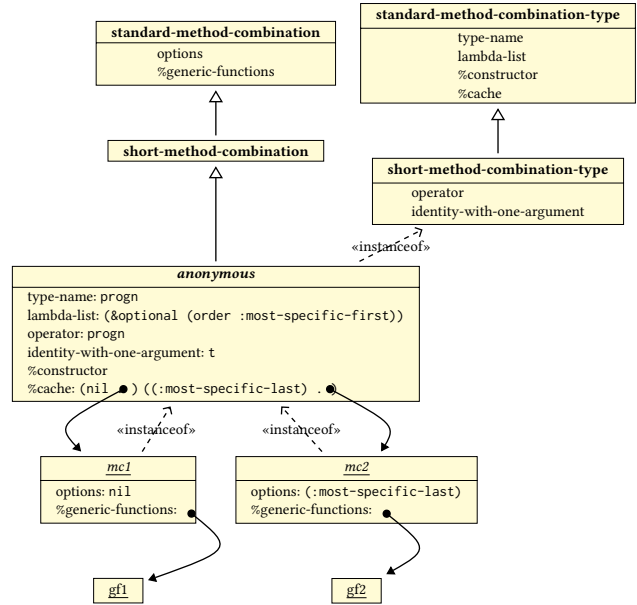 standard-method-combination
options
%generic-functions
standard-method-combination-type
type-name
lambda-list
%constructor
%cache
short-method-combination
short-method-combination-type
operator
identity-with-one-argument
«instanceof»
anonymous
type-name: progn
lambda-list: (&optional (order :most-specific-first))
operator: progn
identity-with-one-argument: t
%constructor
%cache: (nil . ) ((:most-specific-last) . )
«instanceof»
«instanceof»
mc1
options: nil
%generic-functions:
mc2
options: (:most-specific-last)
%generic-functions:
gf1
gf2